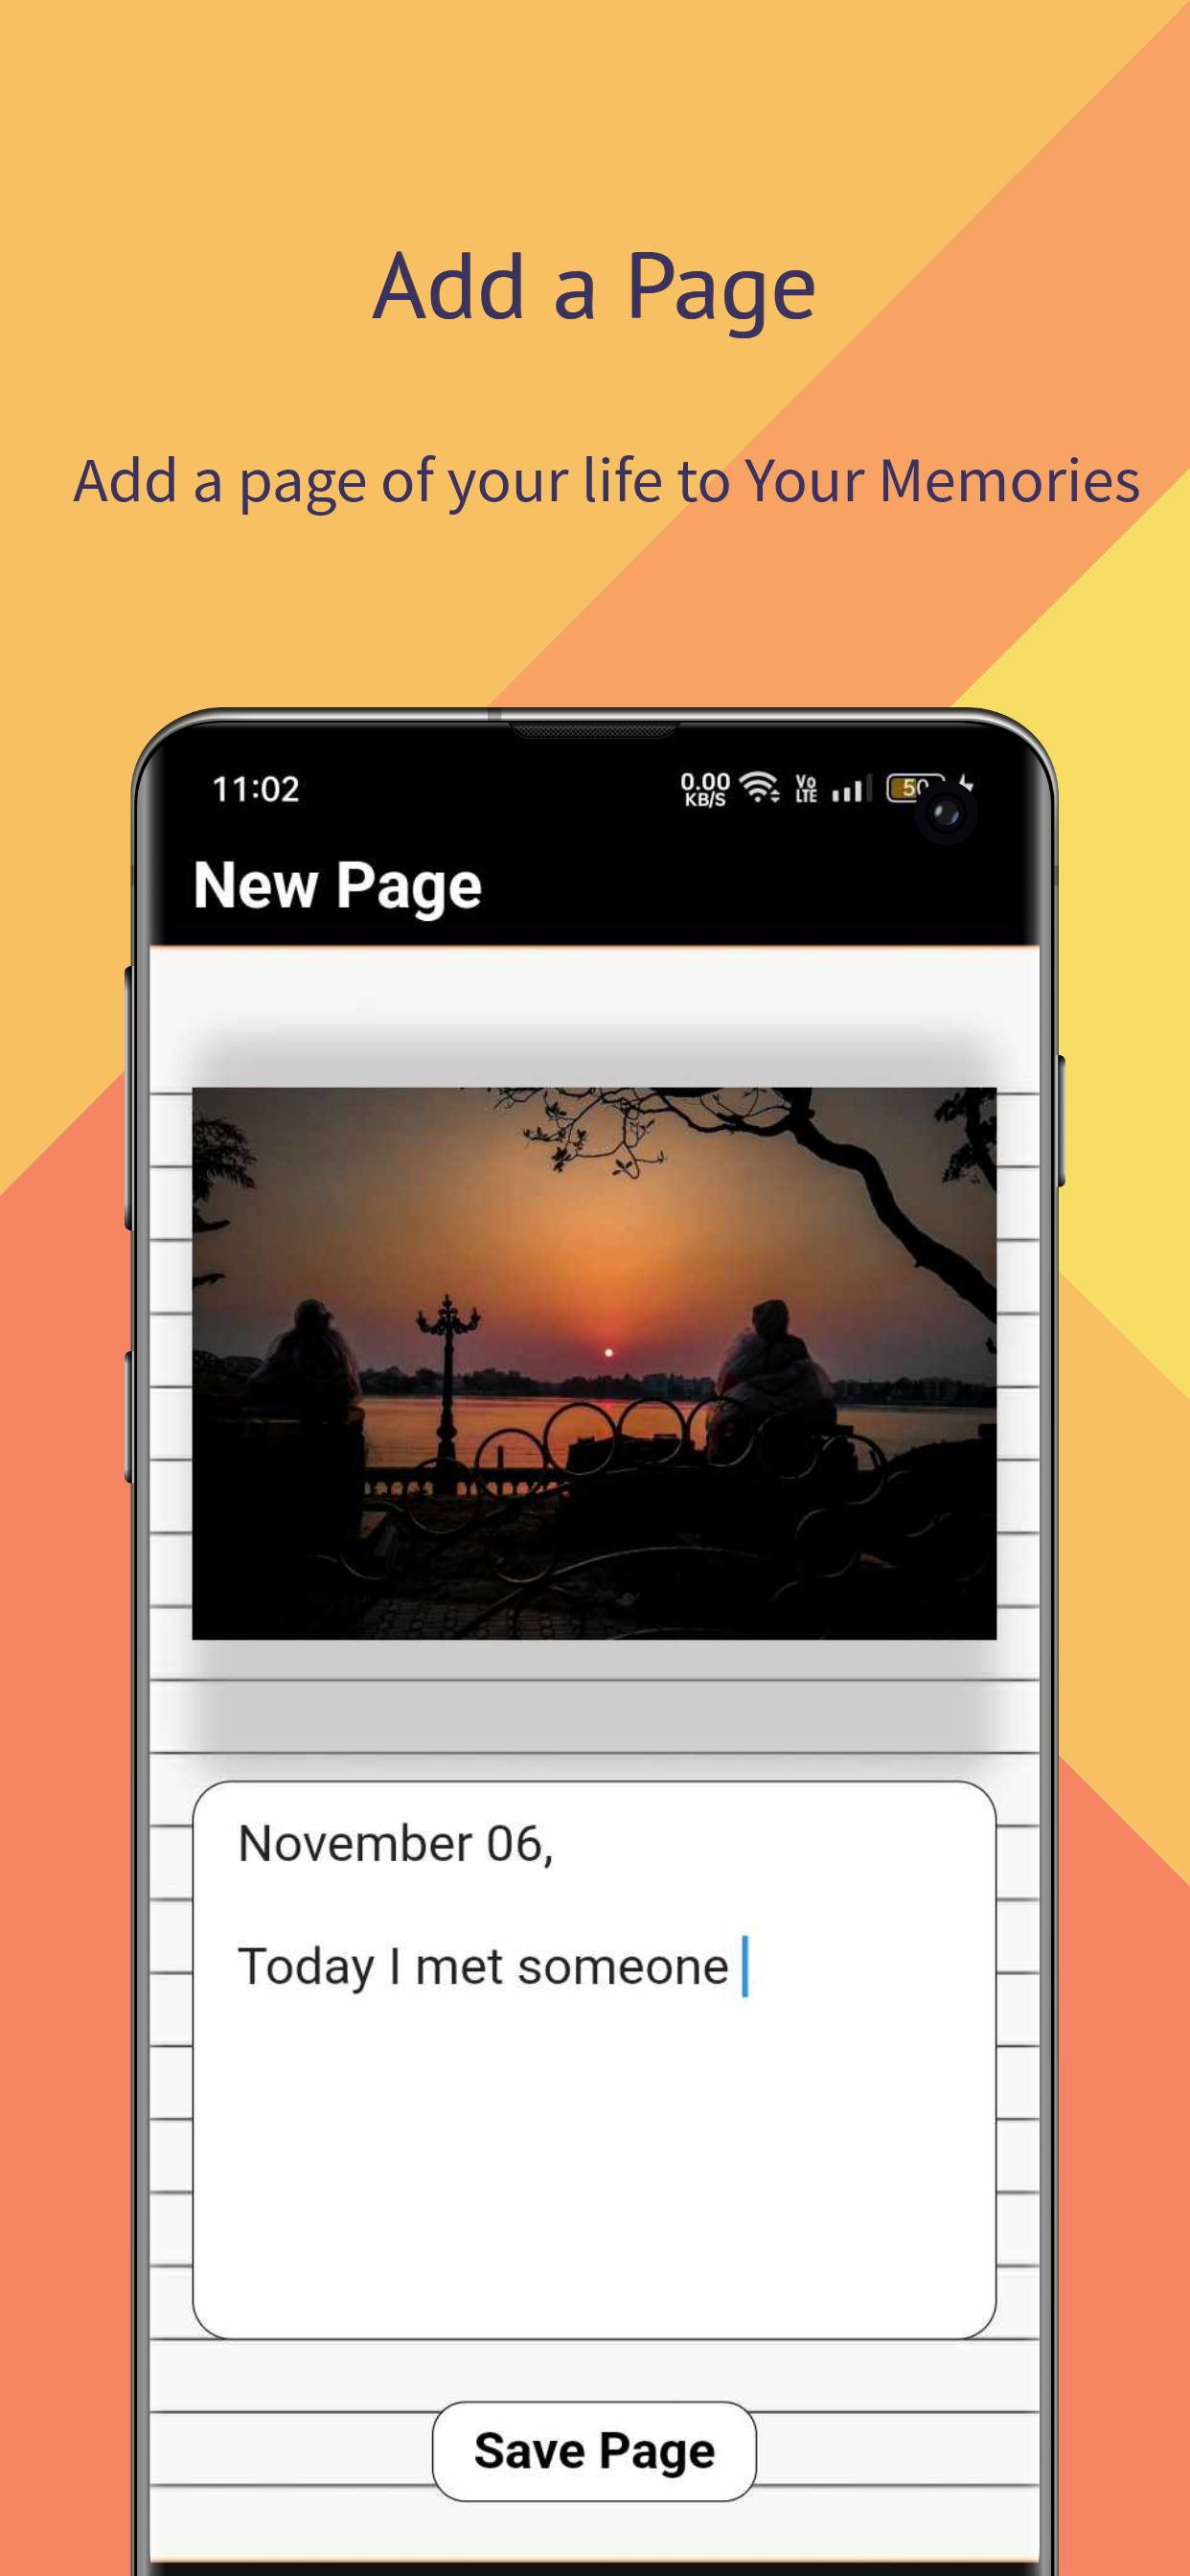 Add a Page
Add a page of your life to Your Memories
11:02
0.00
KB/S
Vo
LTE
New Page
November 06,
Today I met someone
Save Page